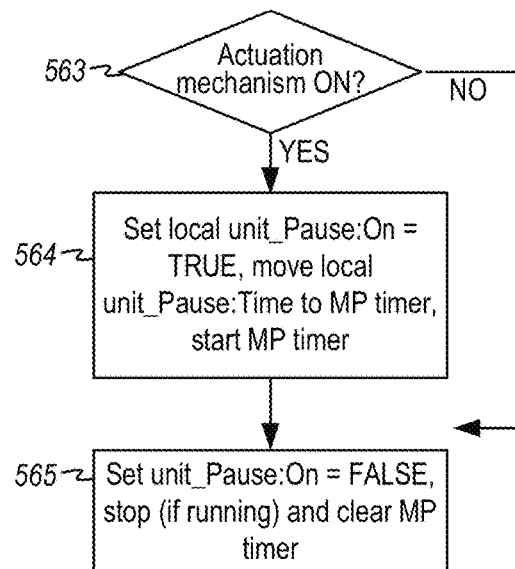 563
Actuation
mechanism ON?
NO
YES
564
Set local unit_Pause:On =
TRUE, move local
unit_Pause:Time to MP timer,
start MP timer
565
Set unit_Pause:On = FALSE,
stop (if running) and clear MP
timer